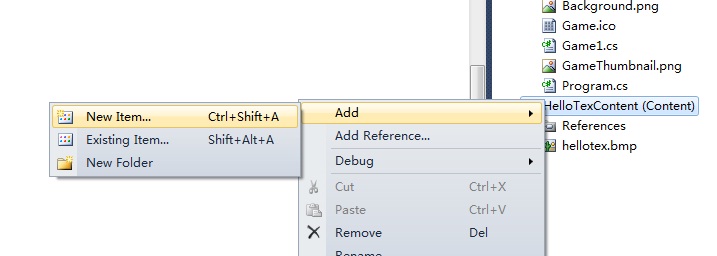 Background.png
Game.ico
Game1.cs
GameThumbnail.png
Program.cs
HelloTexContent (Content)
References
hellotex.bmp
New Item... Ctrl+Shift+A
Existing Item... Shift+Alt+A
New Folder
Add
Add Reference...
Debug
Cut Ctrl+X
Paste Ctrl+V
Remove Del
Rename